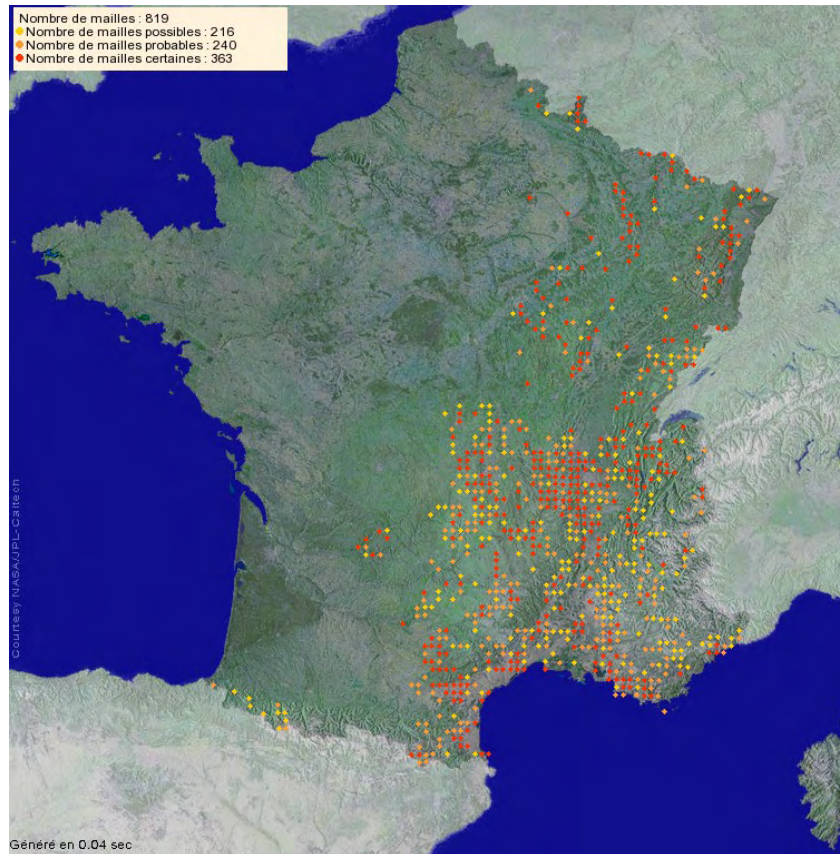 Nombre de mailles : 819
Nombre de mailles possibles : 216
Nombre de mailles probables : 240
Nombre de mailles certaines : 363
Courtesy NASA/JPL-Caltech
Généré en 0.04 sec